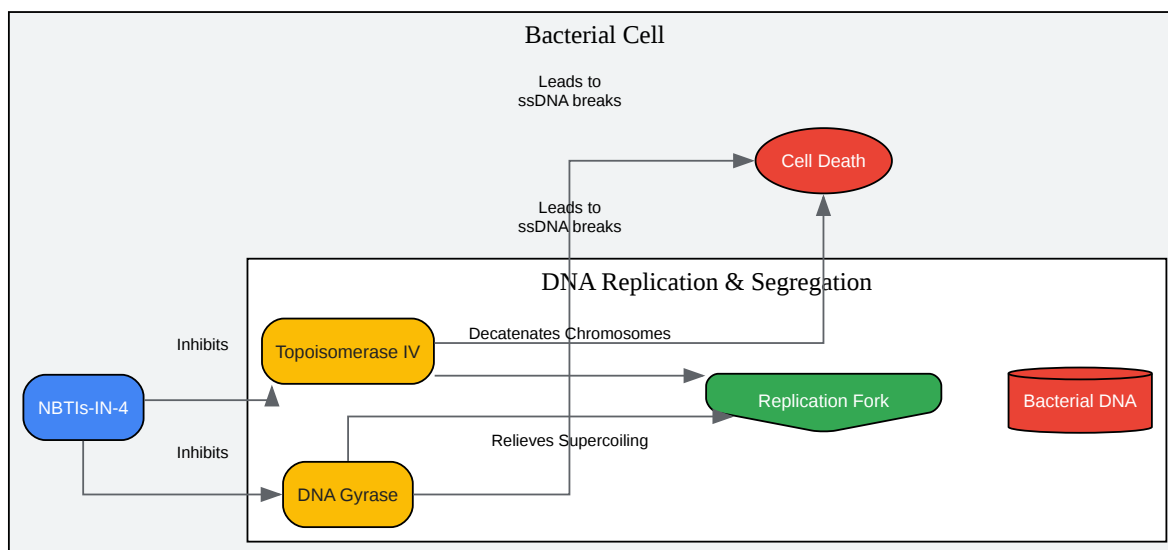 Bacterial Cell
Leads to
ssDNA breaks
Cell Death
Leads to
ssDNA breaks
DNA Replication & Segregation
Decatenates Chromosomes
Inhibits
Topoisomerase IV
NBTIs-IN-4
Replication Fork
Bacterial DNA
Relieves Supercoiling
Inhibits
DNA Gyrase